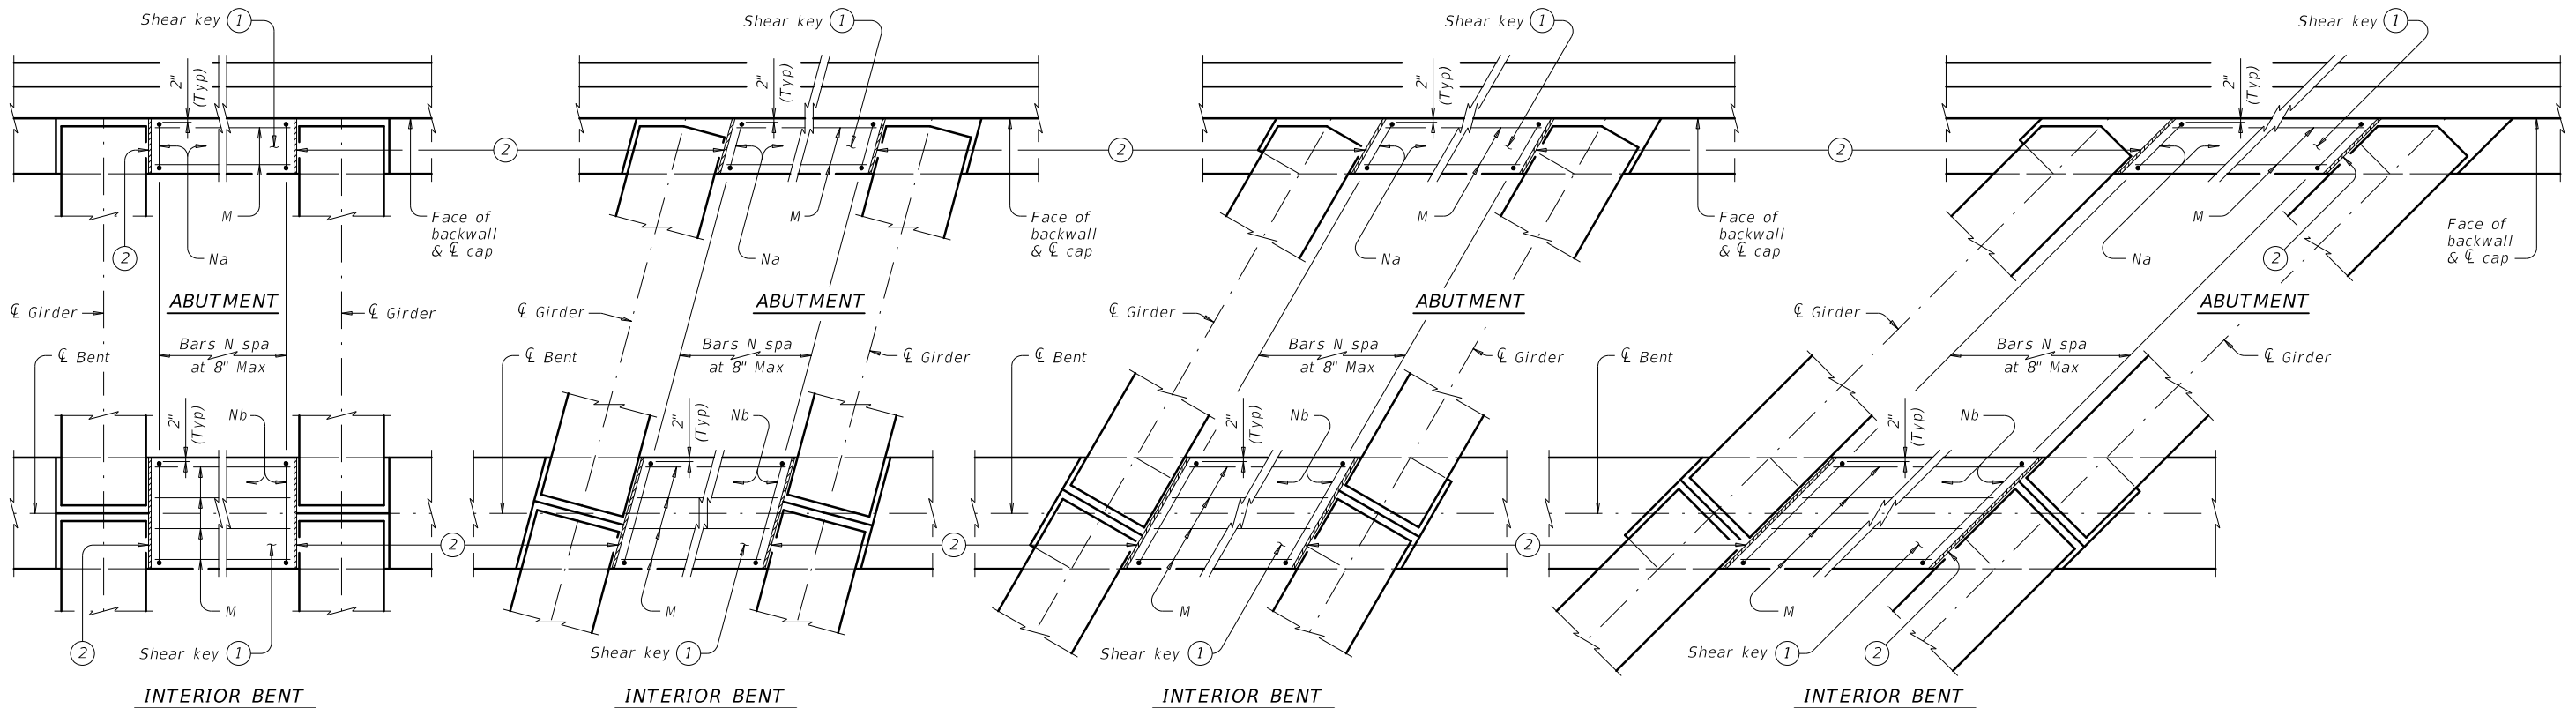 Shear key 1
Shear key 1
Shear key 1
Shear key 1
2"
(Typ)
2"
(Typ)
2"
(Typ)
2"
(Typ)
2
2
2
M
Face of
backwall
& ℄ cap
M
Face of
backwall
& ℄ cap
M
Face of
backwall
& ℄ cap
M
Face of
backwall
& ℄ cap
2
Na
Na
Na
Na
2
ABUTMENT
ABUTMENT
ABUTMENT
ABUTMENT
℄ Girder
℄ Girder
℄ Girder
℄ Girder
℄ Girder
℄ Bent
Bars N spa
at 8" Max
℄ Bent
Bars N spa
at 8" Max
℄ Girder
℄ Bent
Bars N spa
at 8" Max
℄ Girder
℄ Bent
Bars N spa
at 8" Max
℄ Girder
2"
(Typ)
Nb
2"
(Typ)
Nb
2"
(Typ)
Nb
2"
(Typ)
Nb
2
2
2
M
M
M
M
2
Shear key 1
Shear key 1
Shear key 1
Shear key 1
2
INTERIOR BENT
INTERIOR BENT
INTERIOR BENT
INTERIOR BENT